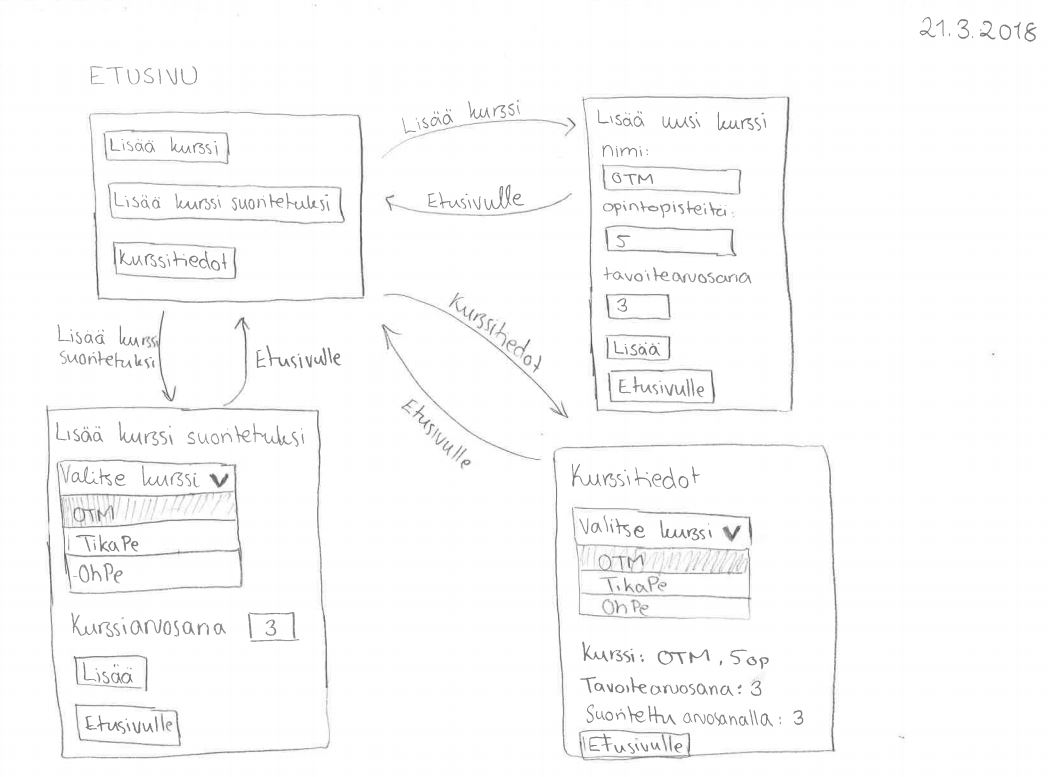 21.3.2018
ETUSIVU
Lisää kurssi
Lisää kurssi suoritetuksi
Kurssitiedot
Lisää kurssi
Etusivulle
Lisää uusi kurssi
nimi:
OTM
opintopisteitä:
5
tavoitearvosana
3
Lisää
Etusivulle
Lisää kurssi
suoritetuksi
Etusivulle
Kurssitiedot
Etusivulle
Lisää kurssi suoritetuksi
Valitse kurssi
OTM
TikaPe
OhPe
Kurssiarvosana 3
Lisää
Etusivulle
Kurssitiedot
Valitse kurssi
OTM
TikaPe
OhPe
Kurssi: OTM, 5 op
Tavoitearvosana: 3
Suoritettu arvosanalla: 3
Etusivulle